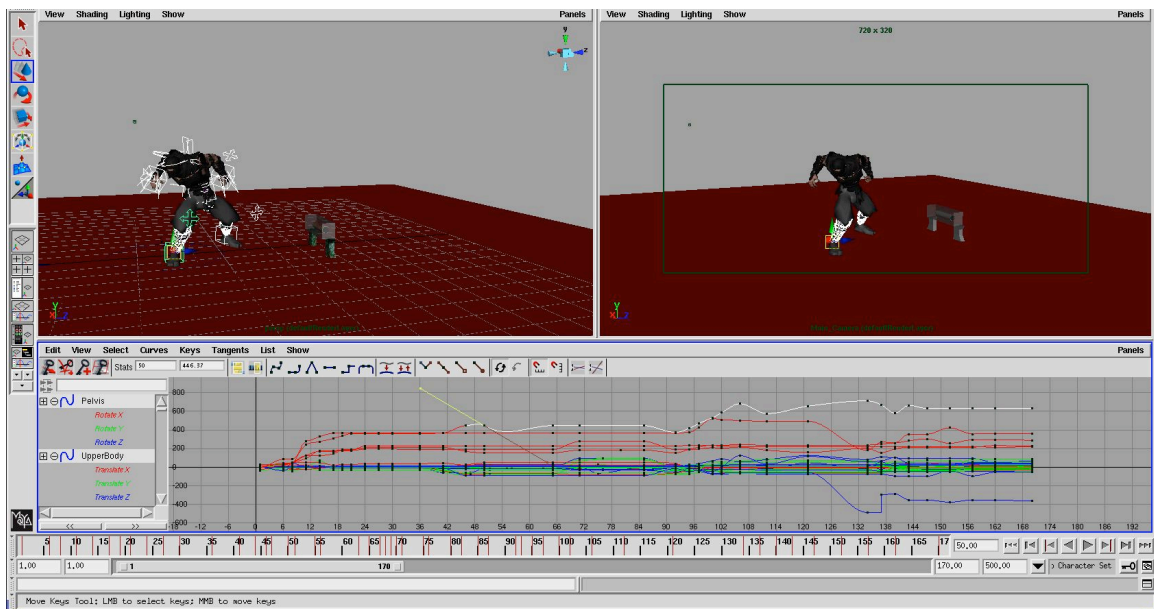 View Shading Lighting Show Panels
View Shading Lighting Show Panels
720 x 320
y
z
Edit View Select Curves Keys Tangents List Show Panels
Stats 50 446.37
Pelvis
Rotate X
Rotate Y
Rotate Z
UpperBody
Translate X
Translate Y
Translate Z
800
600
400
200
0
-200
-400
-600
-18 -12 -6 0 6 12 18 24 30 36 42 48 54 60 66 72 78 84 90 96 102 108 114 120 126 132 138 144 150 156 162 168 174 180 186 192
<< >>
MAYA
5 10 15 20 25 30 35 40 45 50 55 60 65 70 75 80 85 90 95 100 105 110 115 120 125 130 135 140 145 150 155 160 165 17 50.00
1.00 1.00 1 170 170.00 500.00 Character Set
Move Keys Tool: LMB to select keys; MMB to move keys